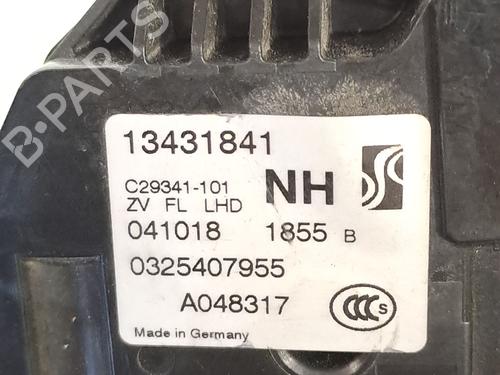 B-PARTS
13431841
C29341-101
ZV FL LHD
NH
041018 1855 B
0325407955
A048317
CCC S
Made in Germany